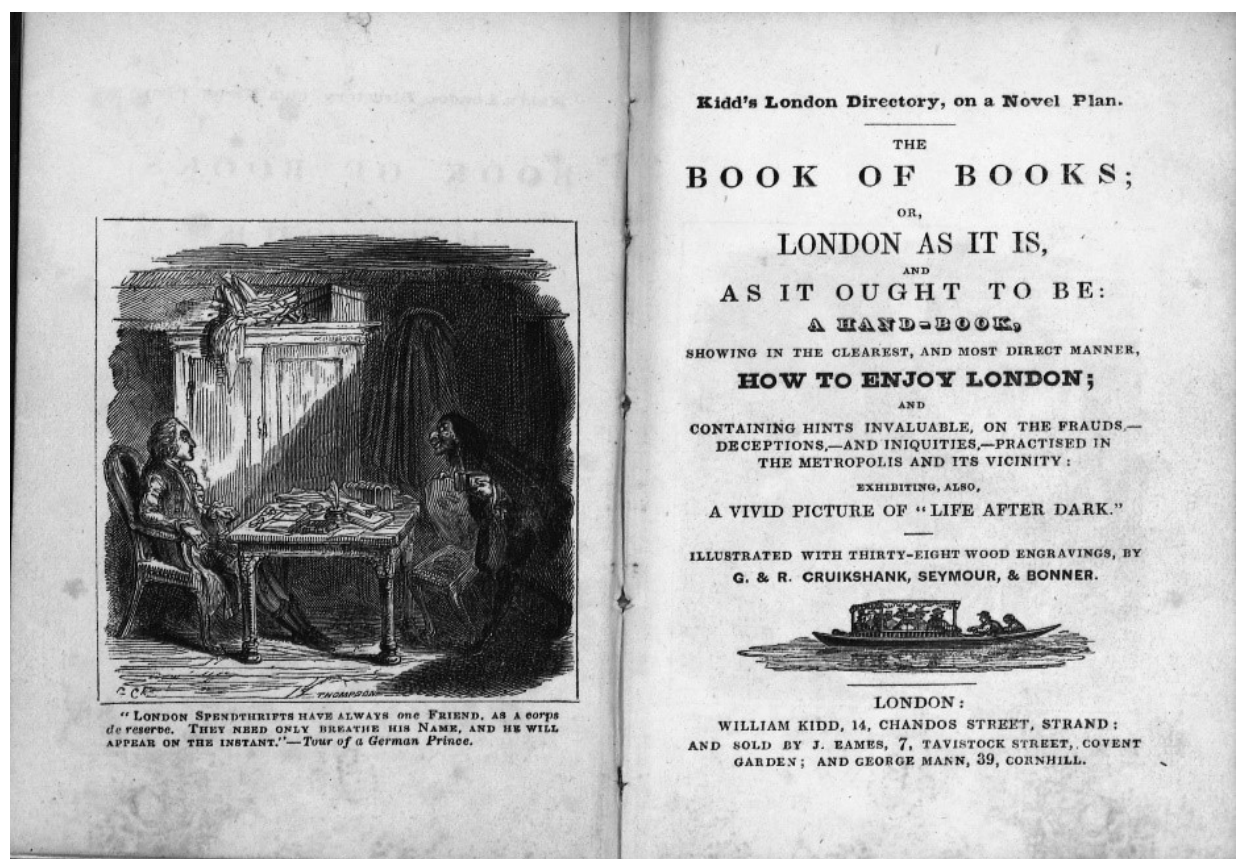 "LONDON SPENDTHRIFTS HAVE ALWAYS one FRIEND, AS A corps
de reserve. THEY NEED ONLY BREATHE HIS NAME, AND HE WILL
APPEAR ON THE INSTANT."—Tour of a German Prince.
THOMPSON
Kidd's London Directory, on a Novel Plan.
THE
BOOK OF BOOKS;
OR,
LONDON AS IT IS,
AND
AS IT OUGHT TO BE:
A HAND-BOOK,
SHOWING IN THE CLEAREST, AND MOST DIRECT MANNER,
HOW TO ENJOY LONDON;
AND
CONTAINING HINTS INVALUABLE, ON THE FRAUDS,—
DECEPTIONS,—AND INIQUITIES,—PRACTISED IN
THE METROPOLIS AND ITS VICINITY:
EXHIBITING, ALSO,
A VIVID PICTURE OF "LIFE AFTER DARK."
ILLUSTRATED WITH THIRTY-EIGHT WOOD ENGRAVINGS, BY
G. & R. CRUIKSHANK, SEYMOUR, & BONNER.
LONDON:
WILLIAM KIDD, 14, CHANDOS STREET, STRAND;
AND SOLD BY J. EAMES, 7, TAVISTOCK STREET, COVENT
GARDEN; AND GEORGE MANN, 39, CORNHILL.